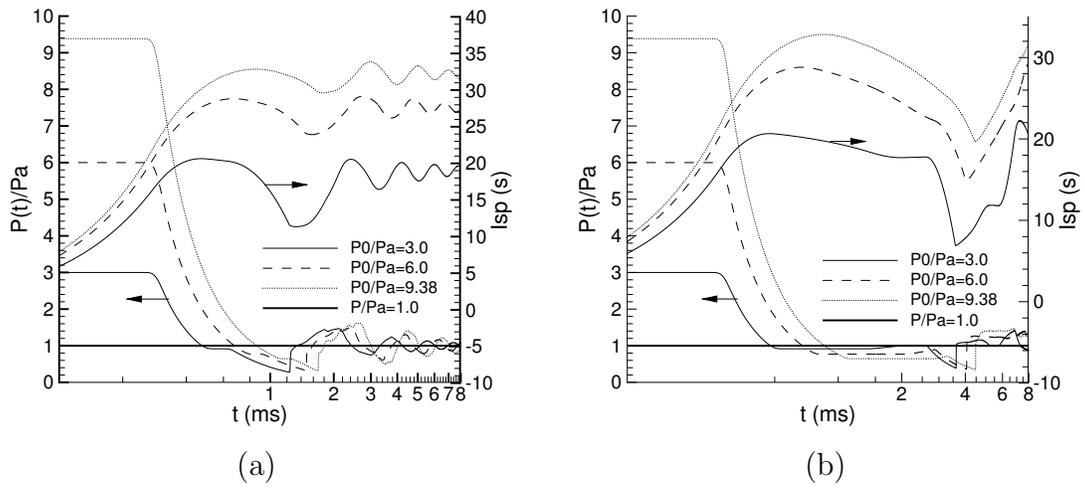 10
9
8
7
6
5
4
3
2
1
0
P(t)/Pa
40
35
30
25
20
15
10
5
0
-5
-10
Isp (s)
P0/Pa=3.0
P0/Pa=6.0
P0/Pa=9.38
P/Pa=1.0
1 2 3 4 5 6 7 8
t (ms)
(a)
10
9
8
7
6
5
4
3
2
1
0
P(t)/Pa
30
20
10
0
-10
Isp (s)
P0/Pa=3.0
P0/Pa=6.0
P0/Pa=9.38
P/Pa=1.0
2 4 6 8
t (ms)
(b)